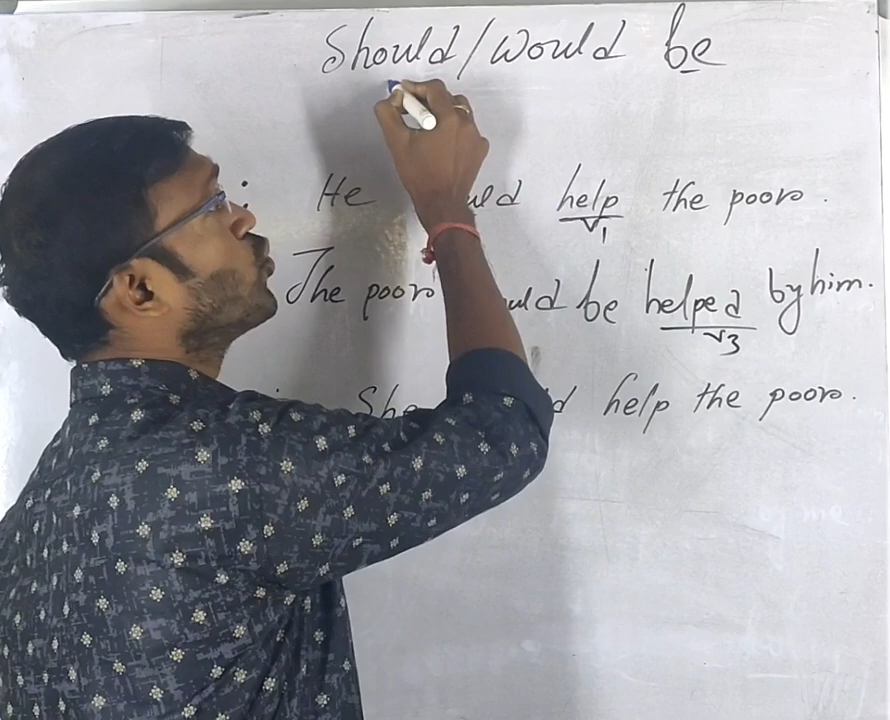 Should/would be
: He help the poor.
V1
The poor be helped by him.
V3
She help the poor.